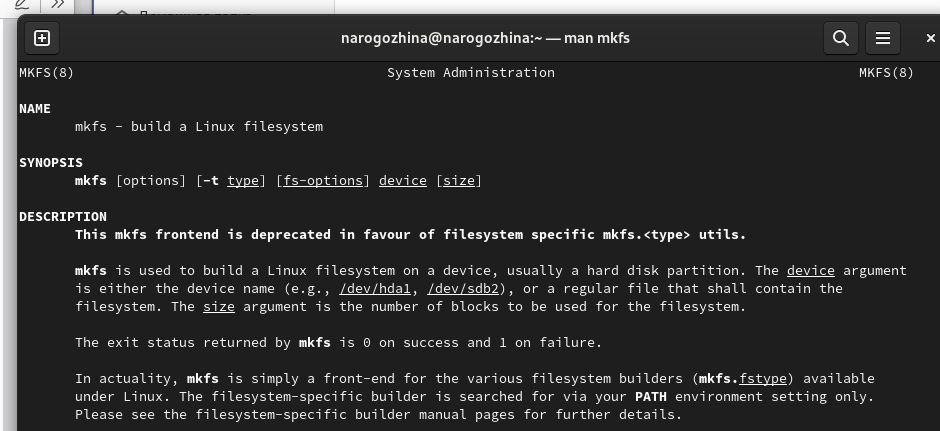 narogozhina@narogozhina:~ — man mkfs
MKFS(8) System Administration MKFS(8)
NAME
mkfs - build a Linux filesystem
SYNOPSIS
mkfs [options] [-t type] [fs-options] device [size]
DESCRIPTION
This mkfs frontend is deprecated in favour of filesystem specific mkfs.<type> utils.
mkfs is used to build a Linux filesystem on a device, usually a hard disk partition. The device argument
is either the device name (e.g., /dev/hda1, /dev/sdb2), or a regular file that shall contain the
filesystem. The size argument is the number of blocks to be used for the filesystem.
The exit status returned by mkfs is 0 on success and 1 on failure.
In actuality, mkfs is simply a front-end for the various filesystem builders (mkfs.fstype) available
under Linux. The filesystem-specific builder is searched for via your PATH environment setting only.
Please see the filesystem-specific builder manual pages for further details.